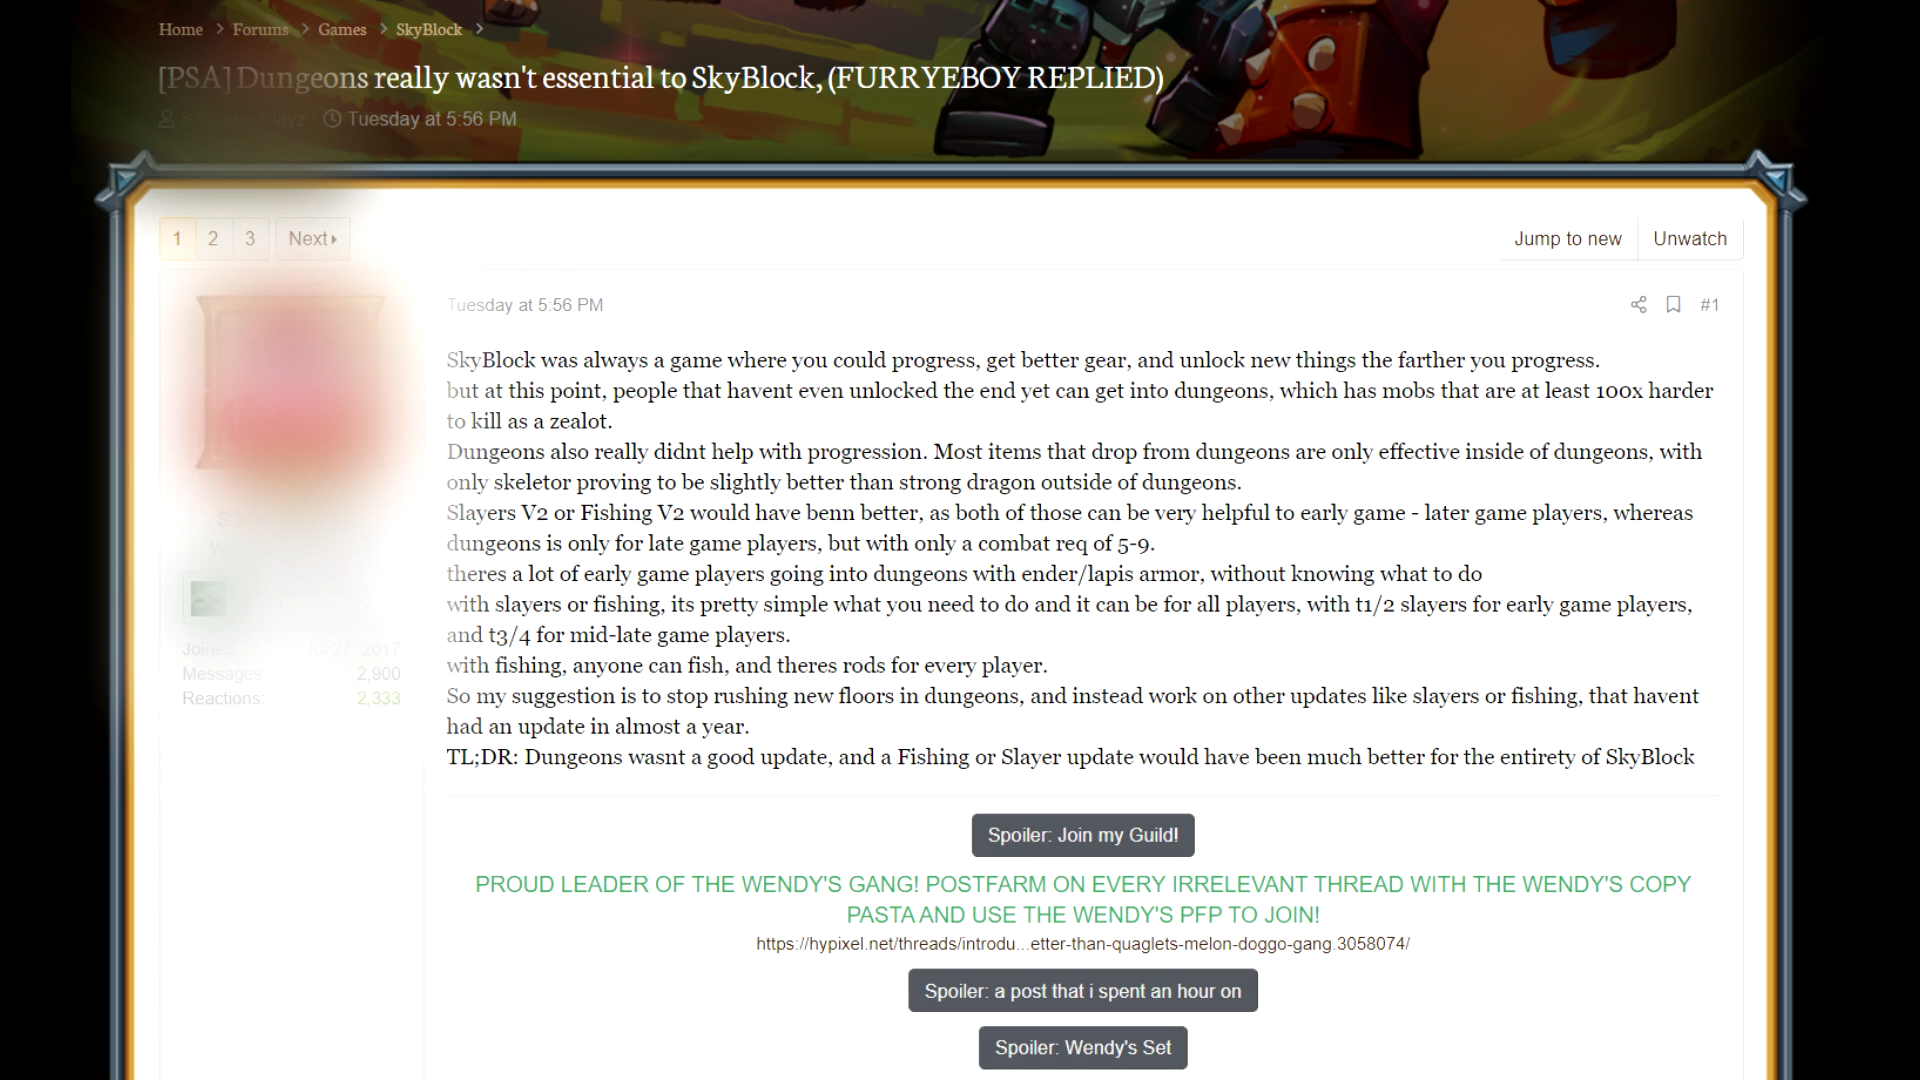 Home > Forums > Games > SkyBlock >
[PSA] Dungeons really wasn't essential to SkyBlock, (FURRYEBOY REPLIED)
Tuesday at 5:56 PM
1 2 3 Next
Jump to new Unwatch
Tuesday at 5:56 PM
#1
SkyBlock was always a game where you could progress, get better gear, and unlock new things the farther you progress.
but at this point, people that havent even unlocked the end yet can get into dungeons, which has mobs that are at least 100x harder
to kill as a zealot.
Dungeons also really didnt help with progression. Most items that drop from dungeons are only effective inside of dungeons, with
only skeletor proving to be slightly better than strong dragon outside of dungeons.
Slayers V2 or Fishing V2 would have benn better, as both of those can be very helpful to early game - later game players, whereas
dungeons is only for late game players, but with only a combat req of 5-9.
theres a lot of early game players going into dungeons with ender/lapis armor, without knowing what to do
with slayers or fishing, its pretty simple what you need to do and it can be for all players, with t1/2 slayers for early game players,
and t3/4 for mid-late game players.
with fishing, anyone can fish, and theres rods for every player.
So my suggestion is to stop rushing new floors in dungeons, and instead work on other updates like slayers or fishing, that havent
had an update in almost a year.
TL;DR: Dungeons wasnt a good update, and a Fishing or Slayer update would have been much better for the entirety of SkyBlock
Joined Jul 27, 2017
Messages 2,900
Reactions 2,333
Spoiler: Join my Guild!
PROUD LEADER OF THE WENDY'S GANG! POSTFARM ON EVERY IRRELEVANT THREAD WITH THE WENDY'S COPY
PASTA AND USE THE WENDY'S PFP TO JOIN!
https://hypixel.net/threads/introdu...etter-than-quaglets-melon-doggo-gang.3058074/
Spoiler: a post that i spent an hour on
Spoiler: Wendy's Set